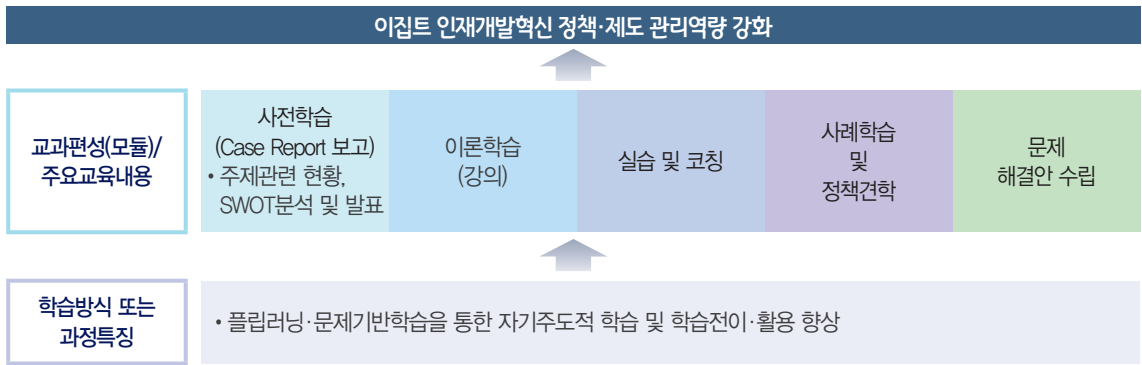 이집트 인재개발혁신 정책·제도 관리역량 강화
교과편성(모듈)/
주요교육내용
사전학습
(Case Report 보고)
• 주제관련 현황,
SWOT분석 및 발표
이론학습
(강의)
실습 및 코칭
사례학습
및
정책견학
문제
해결안 수립
학습방식 또는
과정특징
• 플립러닝·문제기반학습을 통한 자기주도적 학습 및 학습전이·활용 향상